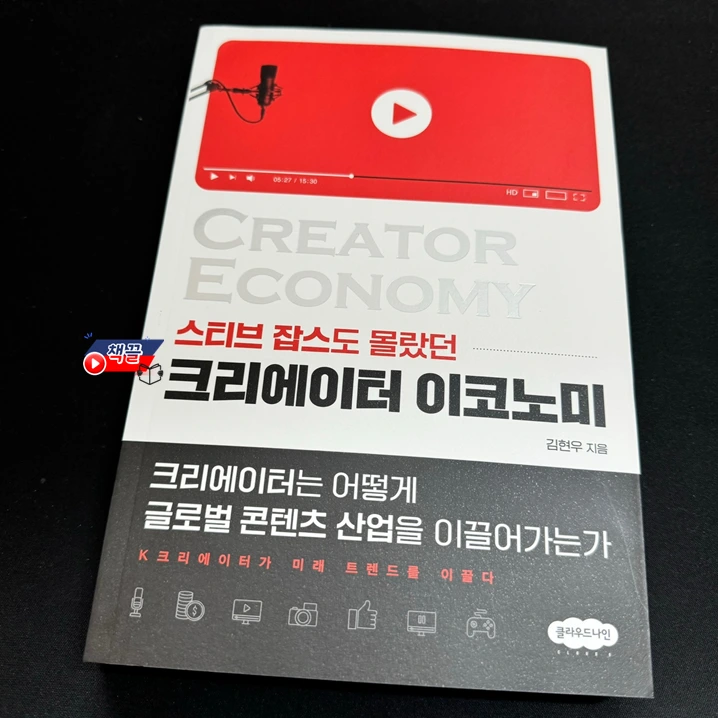 05:27 / 15:30
HD
CREATOR
ECONOMY
스티브 잡스도 몰랐던
책끌
크리에이터 이코노미
김현우 지음
크리에이터는 어떻게
글로벌 콘텐츠 산업을 이끌어가는가
K크리에이터가 미래 트렌드를 이끌다
클라우드나인
CLOUD 9